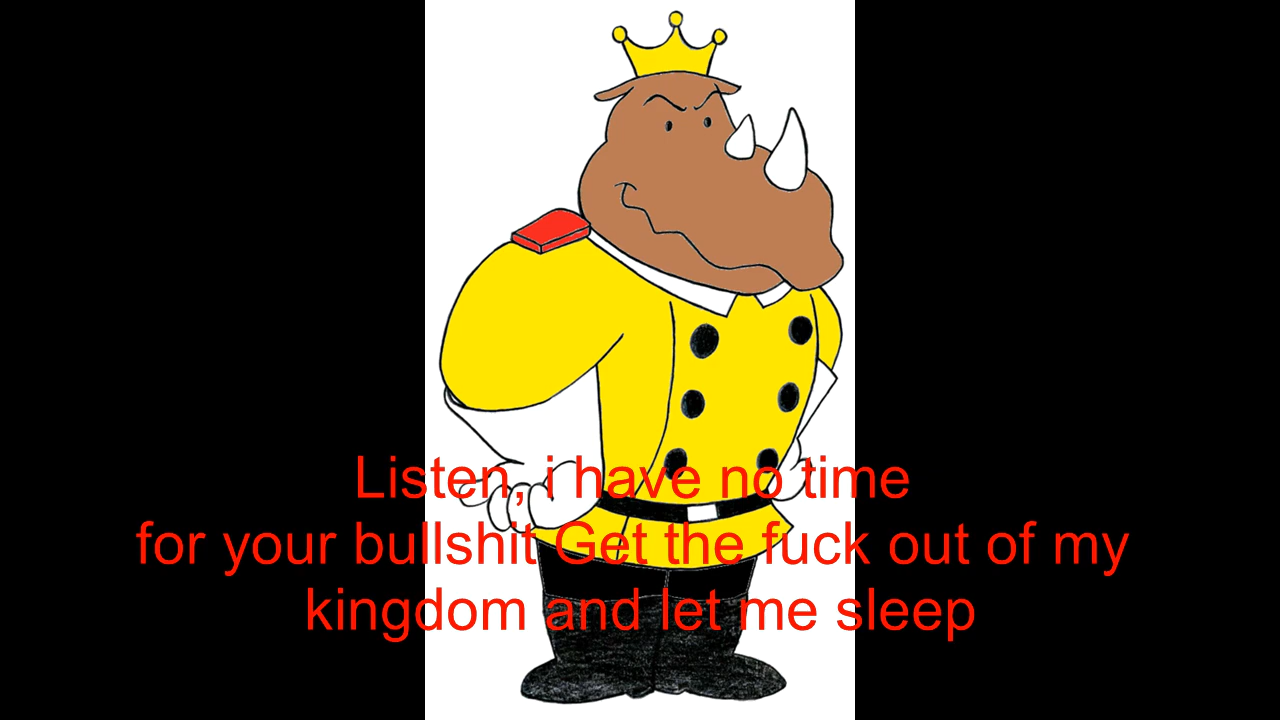 Listen, i have no time
for your bullshit Get the fuck out of my
kingdom and let me sleep